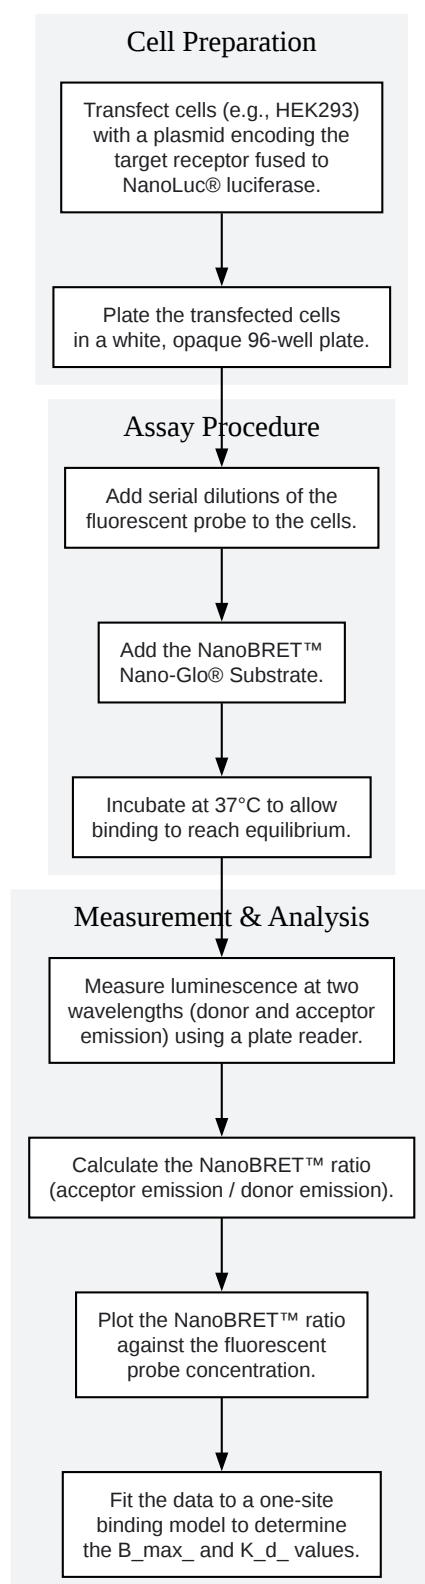 Cell Preparation
Transfect cells (e.g., HEK293)
with a plasmid encoding the
target receptor fused to
NanoLuc® luciferase.
Plate the transfected cells
in a white, opaque 96-well plate.
Assay Procedure
Add serial dilutions of the
fluorescent probe to the cells.
Add the NanoBRET™
Nano-Glo® Substrate.
Incubate at 37°C to allow
binding to reach equilibrium.
Measurement & Analysis
Measure luminescence at two
wavelengths (donor and acceptor
emission) using a plate reader.
Calculate the NanoBRET™ ratio
(acceptor emission / donor emission).
Plot the NanoBRET™ ratio
against the fluorescent
probe concentration.
Fit the data to a one-site
binding model to determine
the B_max_ and K_d_ values.